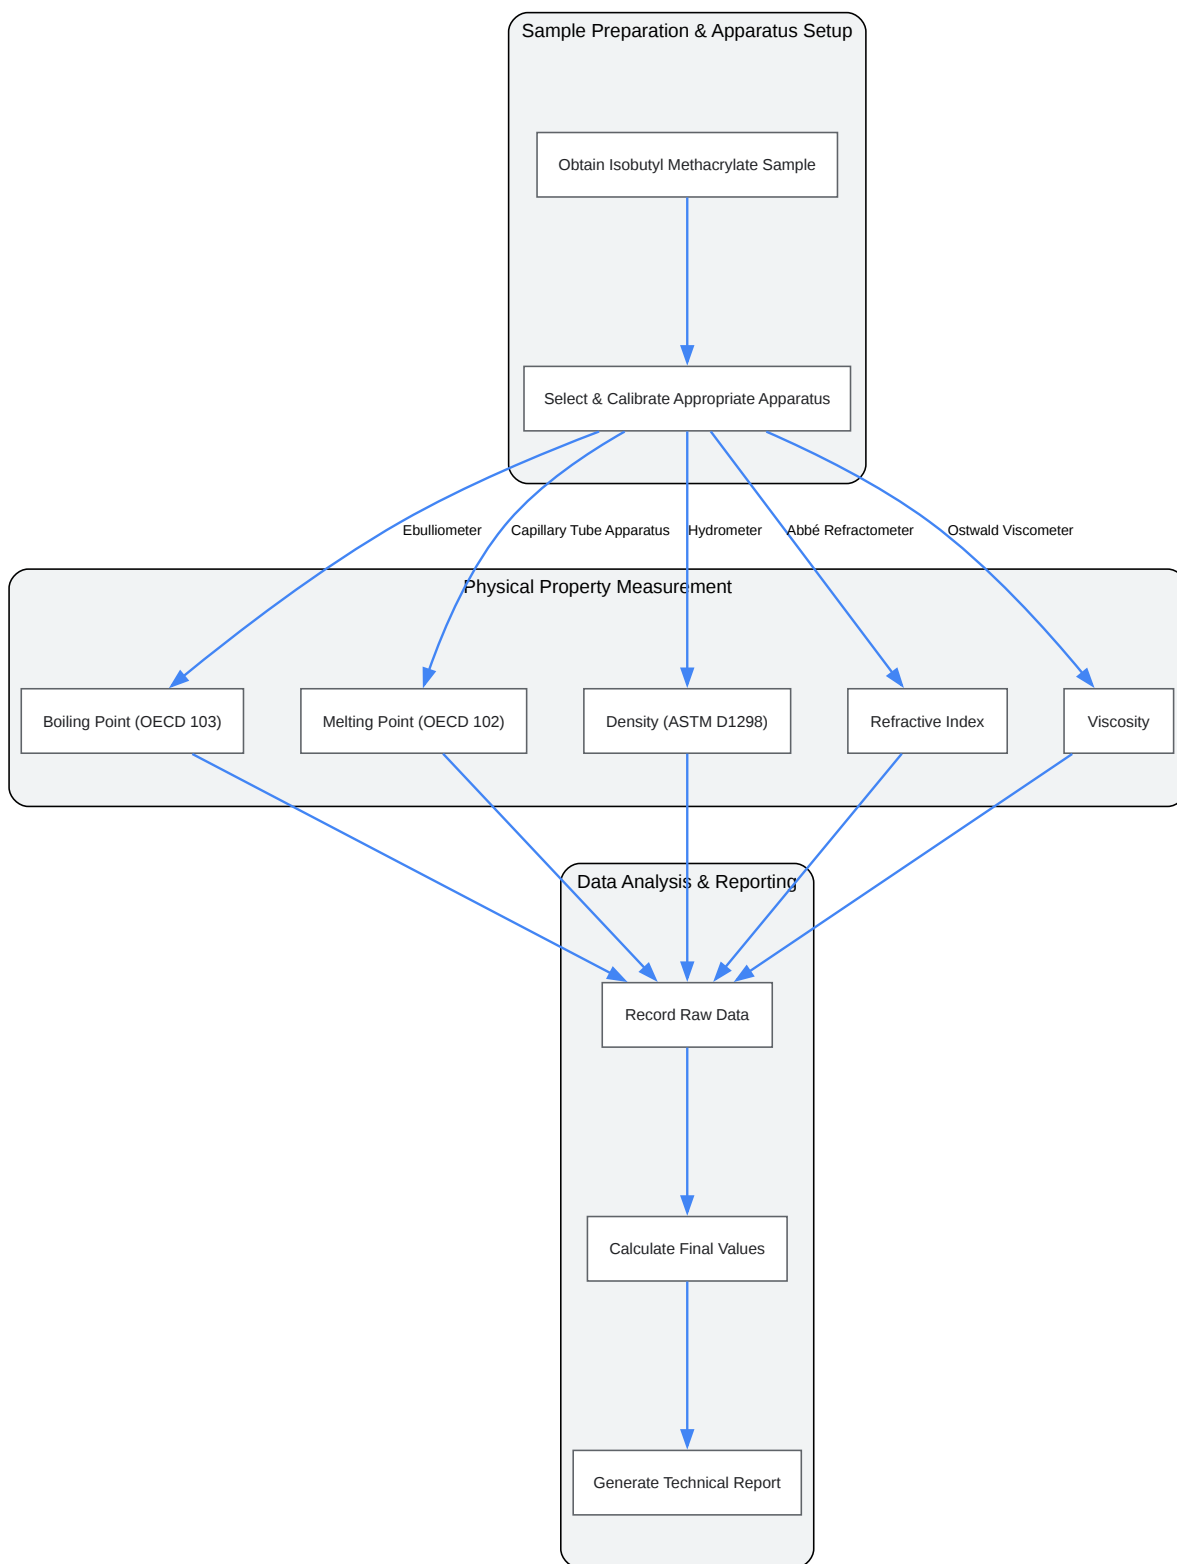 Sample Preparation & Apparatus Setup
Obtain Isobutyl Methacrylate Sample
Select & Calibrate Appropriate Apparatus
Ebulliometer
Capillary Tube Apparatus
Hydrometer
Abbé Refractometer
Ostwald Viscometer
Physical Property Measurement
Boiling Point (OECD 103)
Melting Point (OECD 102)
Density (ASTM D1298)
Refractive Index
Viscosity
Data Analysis & Reporting
Record Raw Data
Calculate Final Values
Generate Technical Report